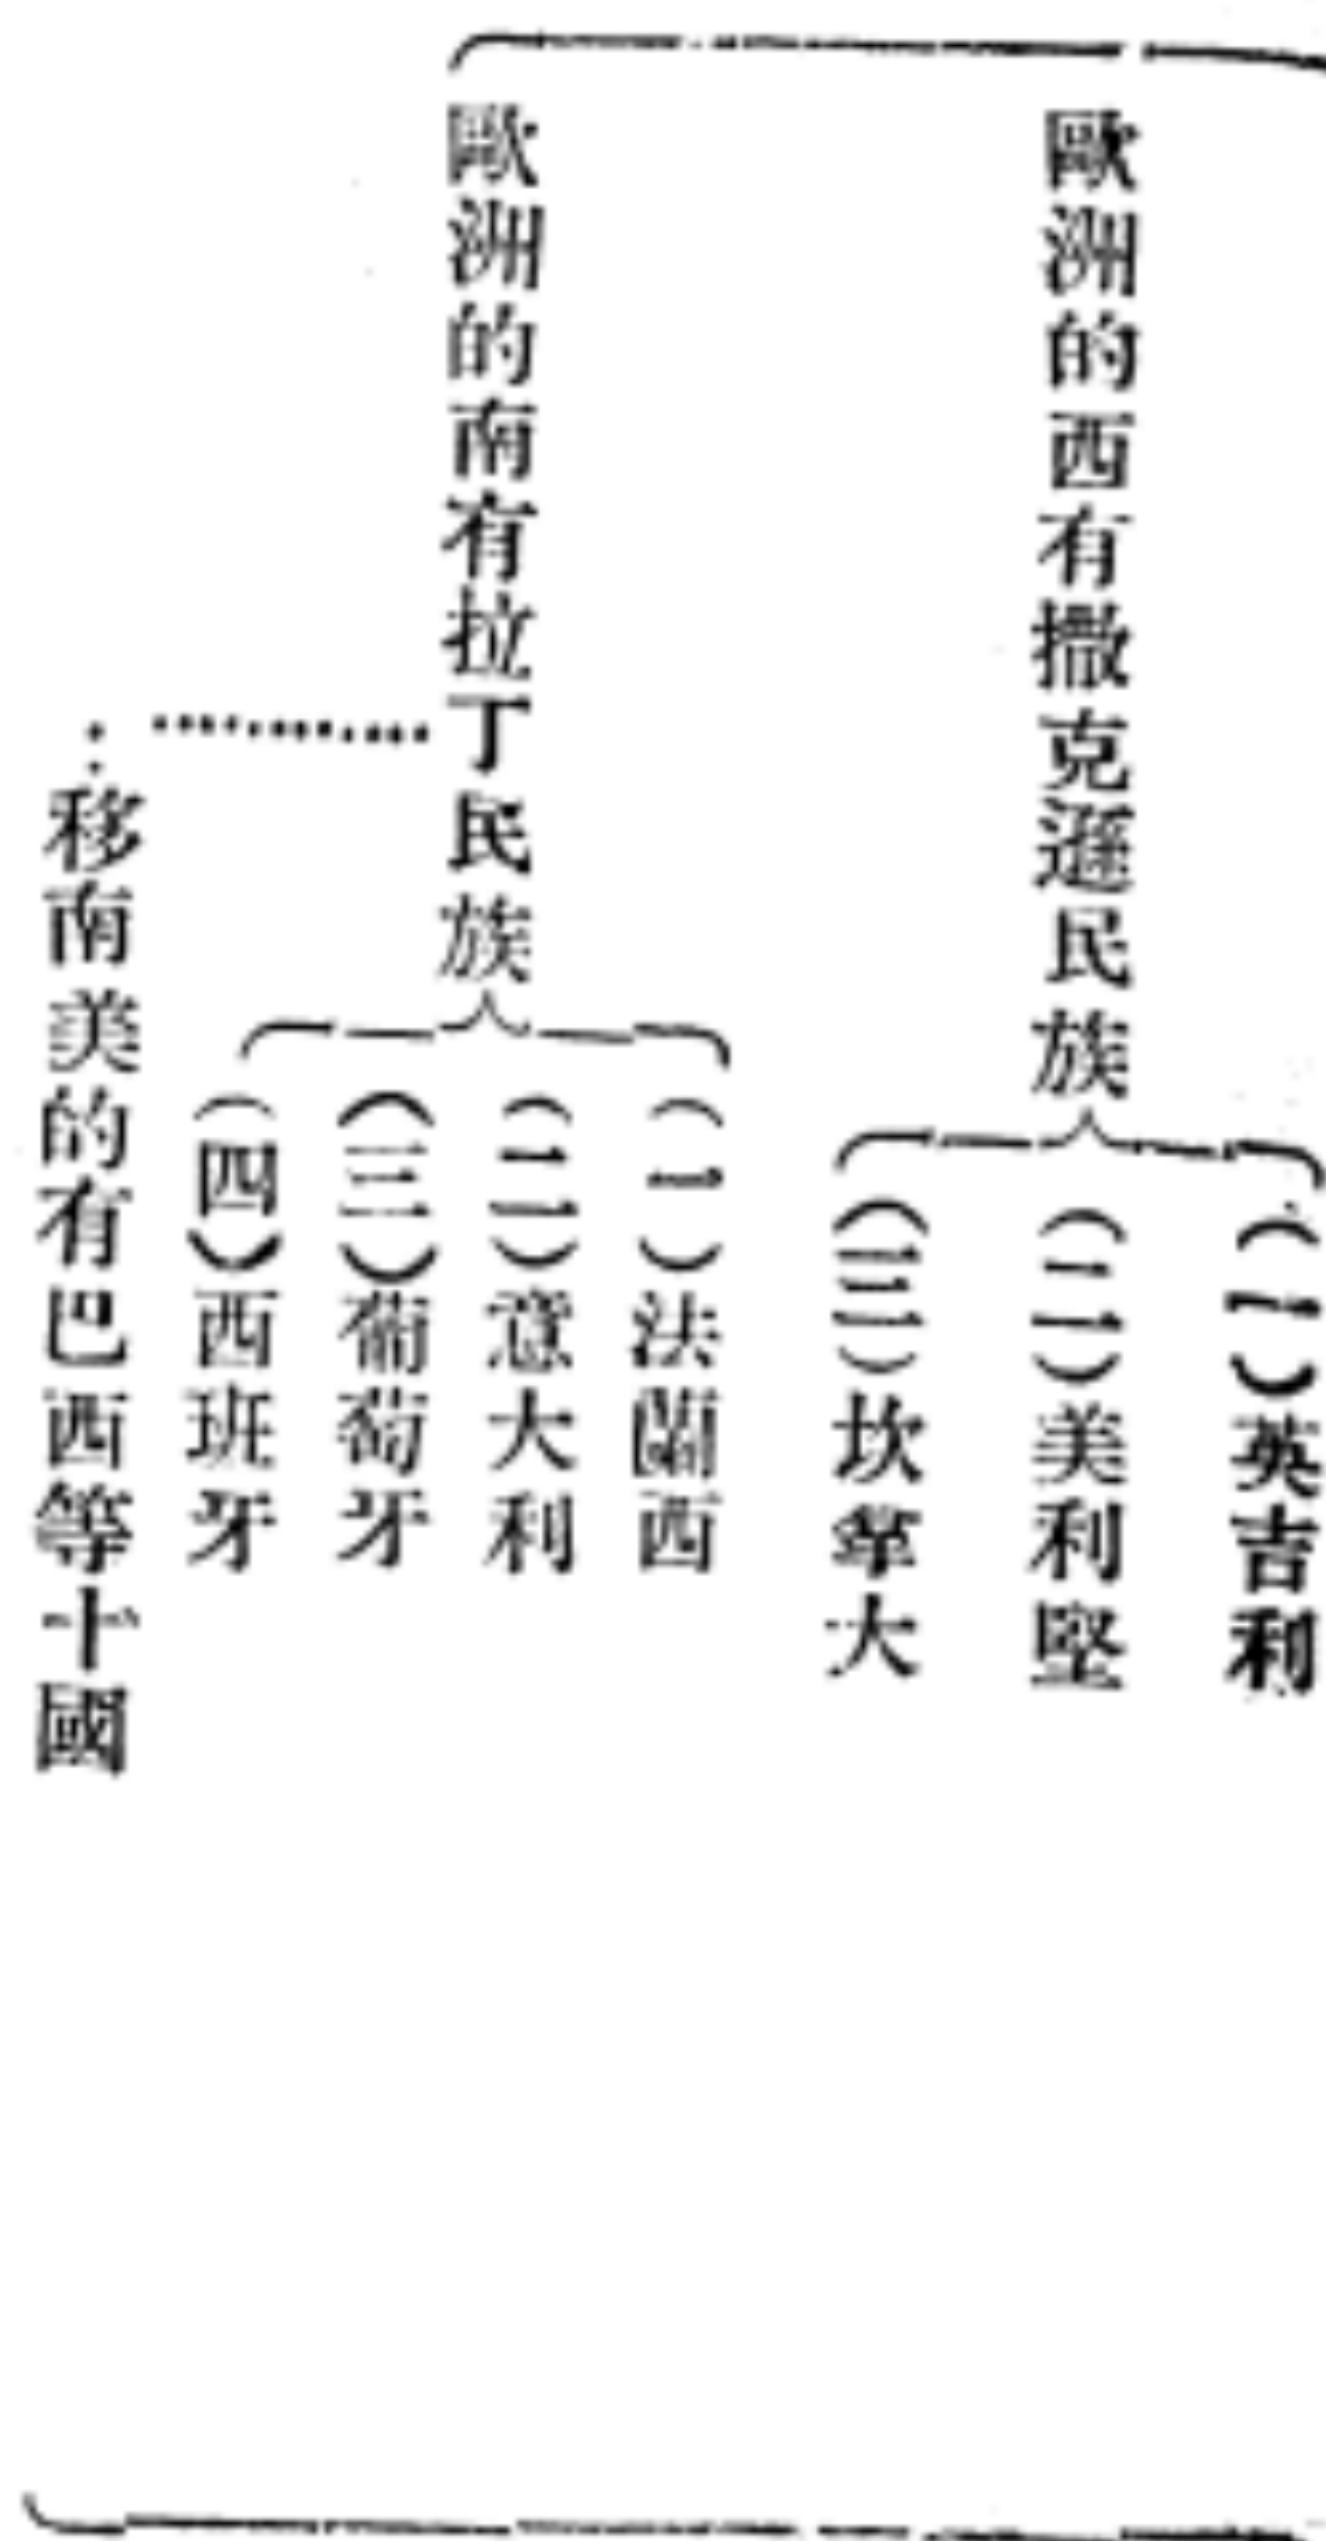 歐洲的西有撒克遜民族
(一)英吉利
(二)美利堅
(三)坎拿大
歐洲的南有拉丁民族
(一)法蘭西
(二)意大利
(三)葡萄牙
(四)西班牙
移南美的有巴西等十國